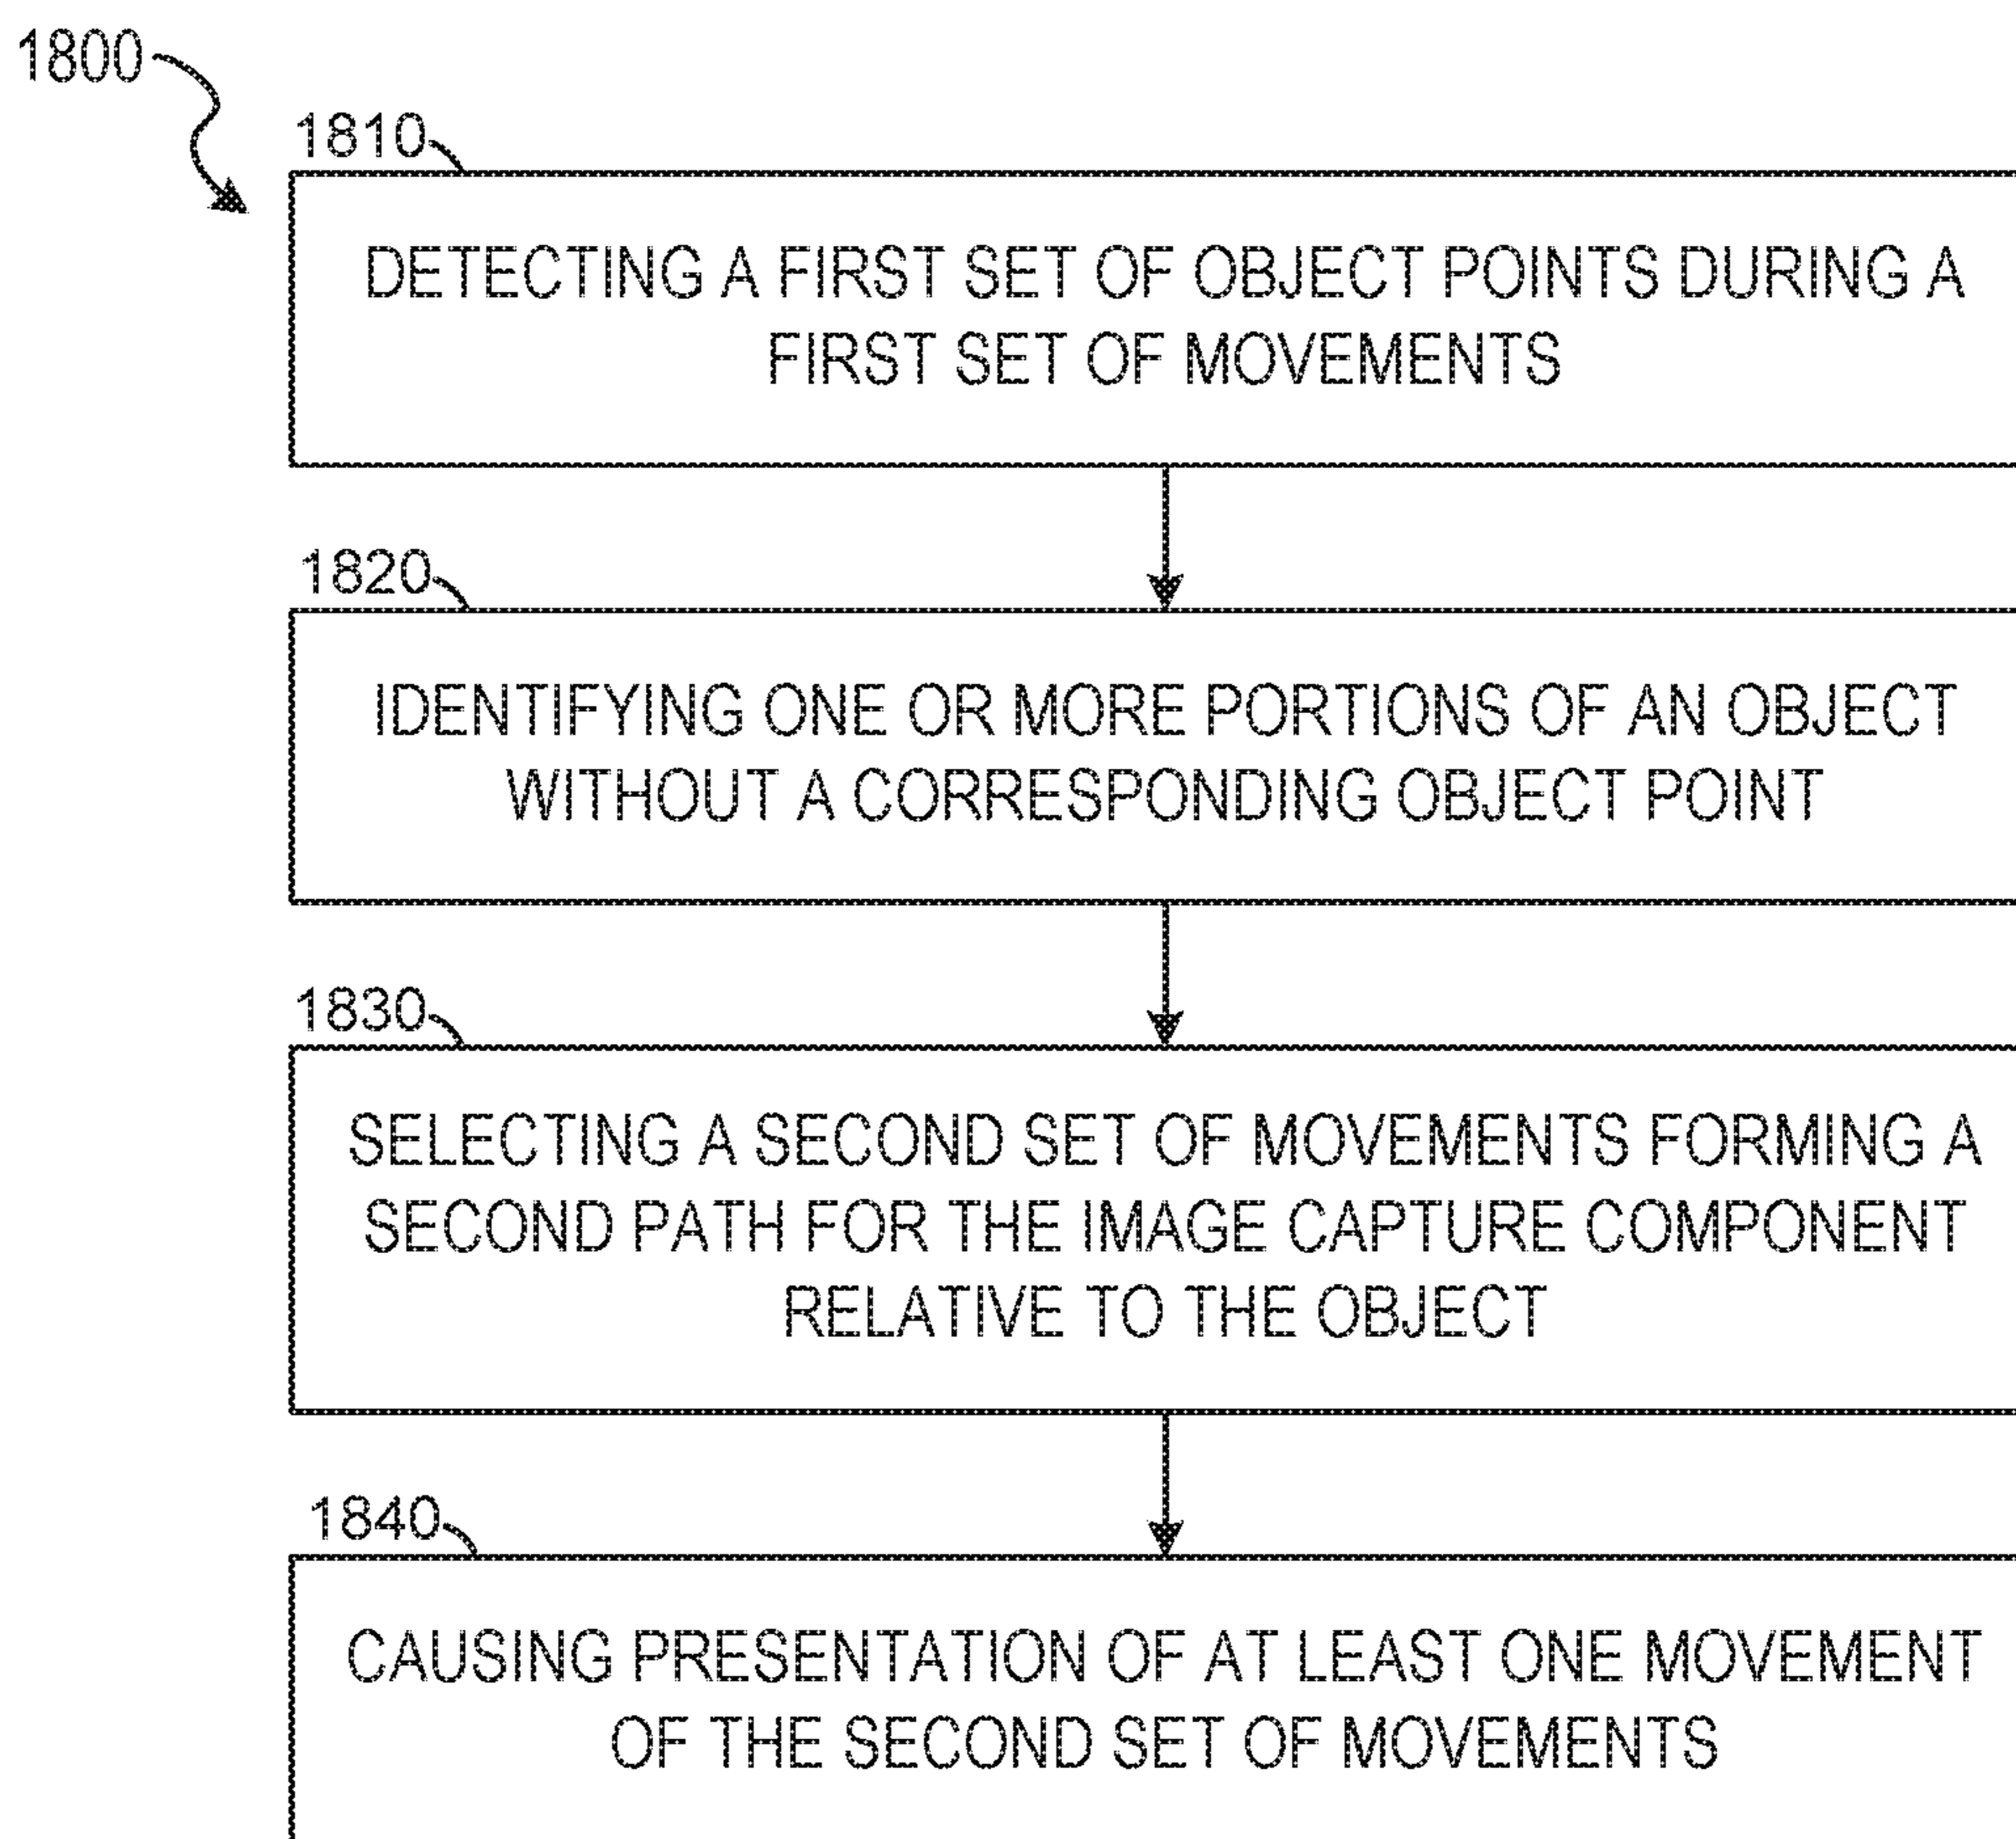 1800
1810
DETECTING A FIRST SET OF OBJECT POINTS DURING A
FIRST SET OF MOVEMENTS
1820
IDENTIFYING ONE OR MORE PORTIONS OF AN OBJECT
WITHOUT A CORRESPONDING OBJECT POINT
1830
SELECTING A SECOND SET OF MOVEMENTS FORMING A
SECOND PATH FOR THE IMAGE CAPTURE COMPONENT
RELATIVE TO THE OBJECT
1840
CAUSING PRESENTATION OF AT LEAST ONE MOVEMENT
OF THE SECOND SET OF MOVEMENTS